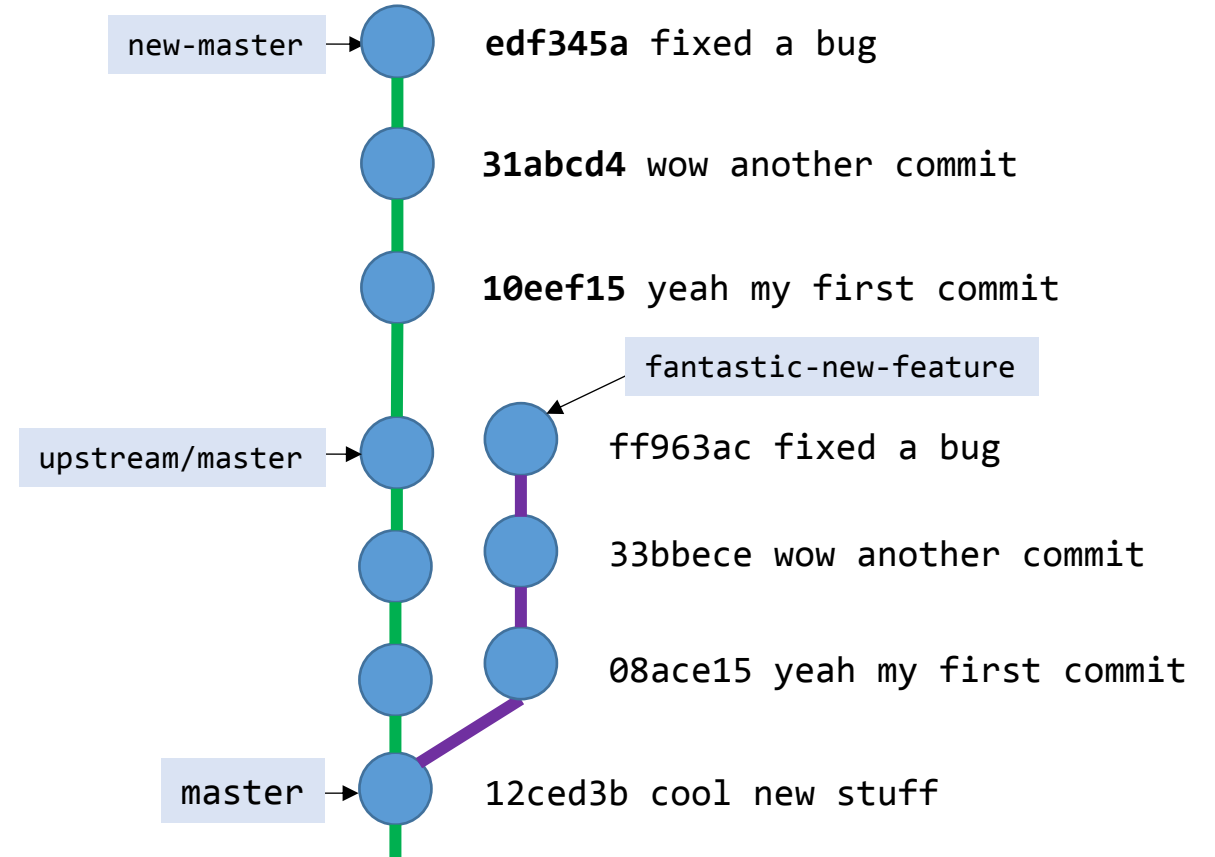 new-master
edf345a fixed a bug
31abcd4 wow another commit
10eef15 yeah my first commit
fantastic-new-feature
upstream/master
ff963ac fixed a bug
33bbece wow another commit
08ace15 yeah my first commit
master
12ced3b cool new stuff